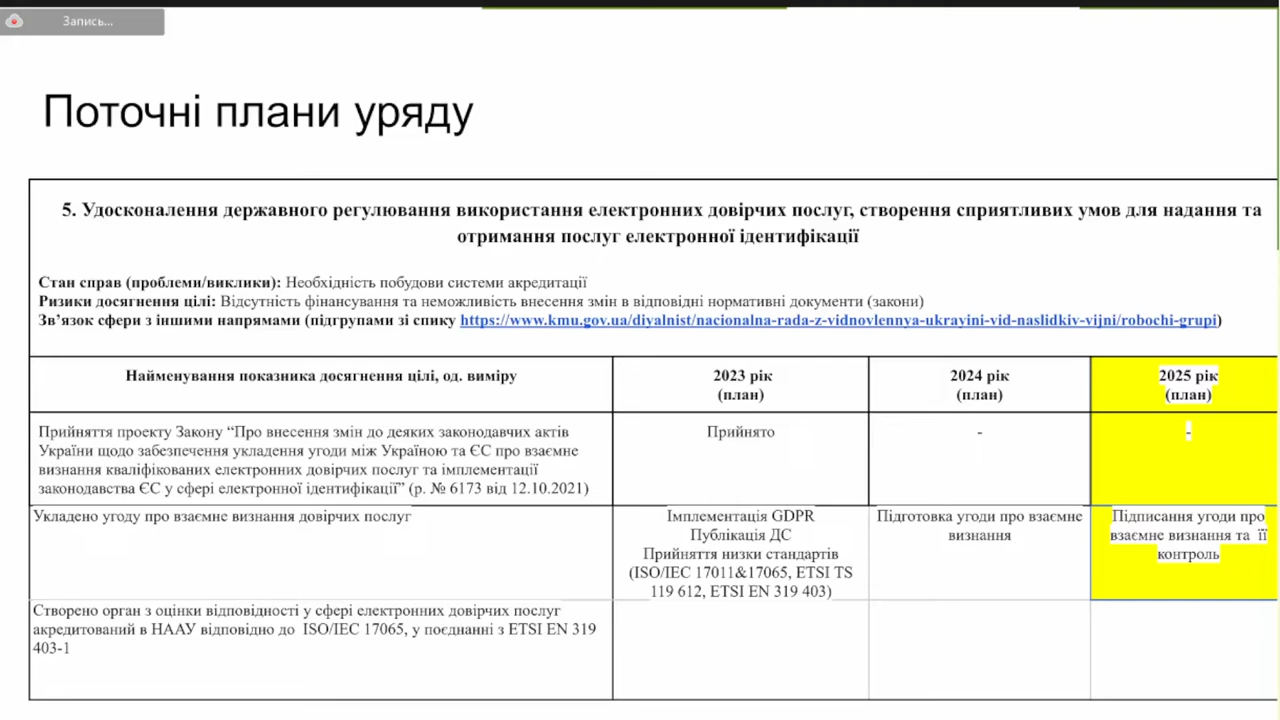 Запись...
Поточні плани уряду
5. Удосконалення державного регулювання використання електронних довірчих послуг, створення сприятливих умов для надання та
отримання послуг електронної ідентифікації
Стан справ (проблеми/виклики): Необхідність побудови системи акредитації
Ризики досягнення цілі: Відсутність фінансування та неможливість внесення змін в відповідні нормативні документи (закони)
Зв’язок сфери з іншими напрямами (підгрупами зі спику https://www.kmu.gov.ua/diyalnist/nacionalna-rada-z-vidnovlennya-ukrayini-vid-naslidkiv-vijni/robochi-grupi)
Найменування показника досягнення цілі, од. виміру
2023 рік
(план)
2024 рік
(план)
2025 рік
(план)
Прийняття проекту Закону “Про внесення змін до деяких законодавчих актів
України щодо забезпечення укладення угоди між Україною та ЄС про взаємне
визнання кваліфікованих електронних довірчих послуг та імплементації
законодавства ЄС у сфері електронної ідентифікації” (р. № 6173 від 12.10.2021)
Прийнято
-
-
Укладено угоду про взаємне визнання довірчих послуг
Імплементація GDPR
Публікація ДС
Прийняття низки стандартів
(ISO/IEC 17011&17065, ETSI TS
119 612, ETSI EN 319 403)
Підготовка угоди про взаємне
визнання
Підписання угоди про
взаємне визнання та її
контроль
Створено орган з оцінки відповідності у сфері електронних довірчих послуг
акредитований в НААУ відповідно до ISO/IEC 17065, у поєднанні з ETSI EN 319
403-1